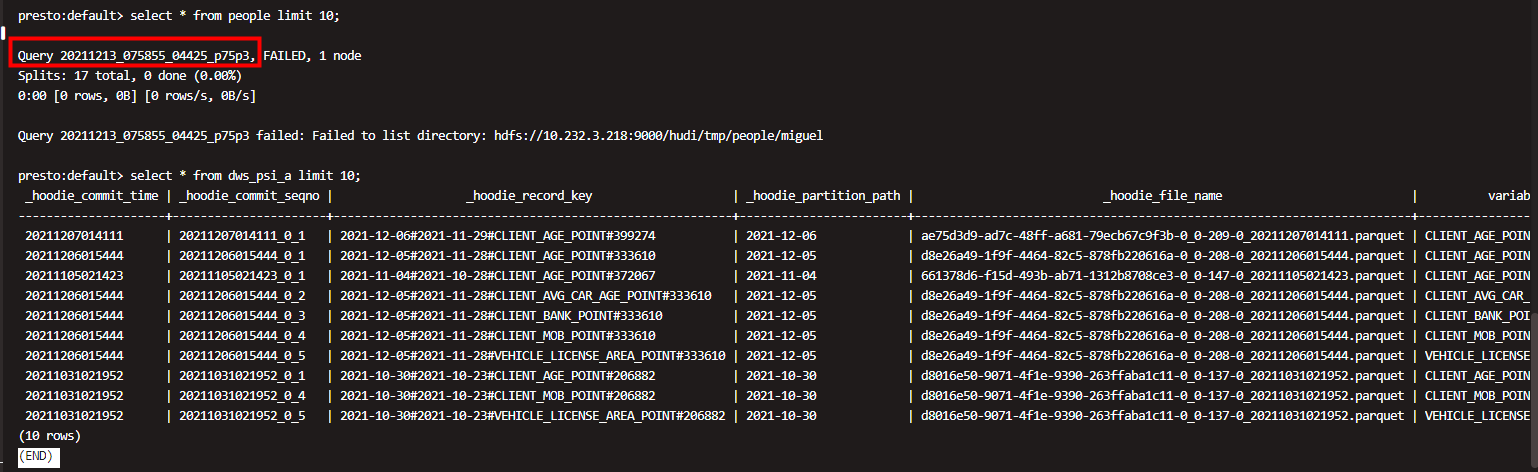 presto:default> select * from people limit 10;
Query 20211213_075855_04425_p75p3, FAILED, 1 node
Splits: 17 total, 0 done (0.00%)
0:00 [0 rows, 0B] [0 rows/s, 0B/s]
Query 20211213_075855_04425_p75p3 failed: Failed to list directory: hdfs://10.232.3.218:9000/hudi/tmp/people/miguel
presto:default> select * from dws_psi_a limit 10;
_hoodie_commit_time | _hoodie_commit_seqno | _hoodie_record_key | _hoodie_partition_path | _hoodie_file_name | variab
---------------------+----------------------+----------------------------------------------------------+------------------------+------------------------------------------------------------------------+---------------
20211207014111 | 20211207014111_0_1 | 2021-12-06#2021-11-29#CLIENT_AGE_POINT#399274 | 2021-12-06 | ae75d3d9-ad7c-48ff-a681-79ecb67c9f3b-0_0-209-0_20211207014111.parquet | CLIENT_AGE_POIN
20211206015444 | 20211206015444_0_1 | 2021-12-05#2021-11-28#CLIENT_AGE_POINT#333610 | 2021-12-05 | d8e26a49-1f9f-4464-82c5-878fb220616a-0_0-208-0_20211206015444.parquet | CLIENT_AGE_POIN
20211105021423 | 20211105021423_0_1 | 2021-11-04#2021-10-28#CLIENT_AGE_POINT#372067 | 2021-11-04 | 661378d6-f15d-493b-ab71-1312b8708ce3-0_0-147-0_20211105021423.parquet | CLIENT_AGE_POIN
20211206015444 | 20211206015444_0_2 | 2021-12-05#2021-11-28#CLIENT_AVG_CAR_AGE_POINT#333610 | 2021-12-05 | d8e26a49-1f9f-4464-82c5-878fb220616a-0_0-208-0_20211206015444.parquet | CLIENT_AVG_CAR_
20211206015444 | 20211206015444_0_3 | 2021-12-05#2021-11-28#CLIENT_BANK_POINT#333610 | 2021-12-05 | d8e26a49-1f9f-4464-82c5-878fb220616a-0_0-208-0_20211206015444.parquet | CLIENT_BANK_POI
20211206015444 | 20211206015444_0_4 | 2021-12-05#2021-11-28#CLIENT_MOB_POINT#333610 | 2021-12-05 | d8e26a49-1f9f-4464-82c5-878fb220616a-0_0-208-0_20211206015444.parquet | CLIENT_MOB_POIN
20211206015444 | 20211206015444_0_5 | 2021-12-05#2021-11-28#VEHICLE_LICENSE_AREA_POINT#333610 | 2021-12-05 | d8e26a49-1f9f-4464-82c5-878fb220616a-0_0-208-0_20211206015444.parquet | VEHICLE_LICENSE
20211031021952 | 20211031021952_0_1 | 2021-10-30#2021-10-23#CLIENT_AGE_POINT#206882 | 2021-10-30 | d8016e50-9071-4f1e-9390-263ffaba1c11-0_0-137-0_20211031021952.parquet | CLIENT_AGE_POIN
20211031021952 | 20211031021952_0_4 | 2021-10-30#2021-10-23#CLIENT_MOB_POINT#206882 | 2021-10-30 | d8016e50-9071-4f1e-9390-263ffaba1c11-0_0-137-0_20211031021952.parquet | CLIENT_MOB_POIN
20211031021952 | 20211031021952_0_5 | 2021-10-30#2021-10-23#VEHICLE_LICENSE_AREA_POINT#206882 | 2021-10-30 | d8016e50-9071-4f1e-9390-263ffaba1c11-0_0-137-0_20211031021952.parquet | VEHICLE_LICENSE
(10 rows)
(END)